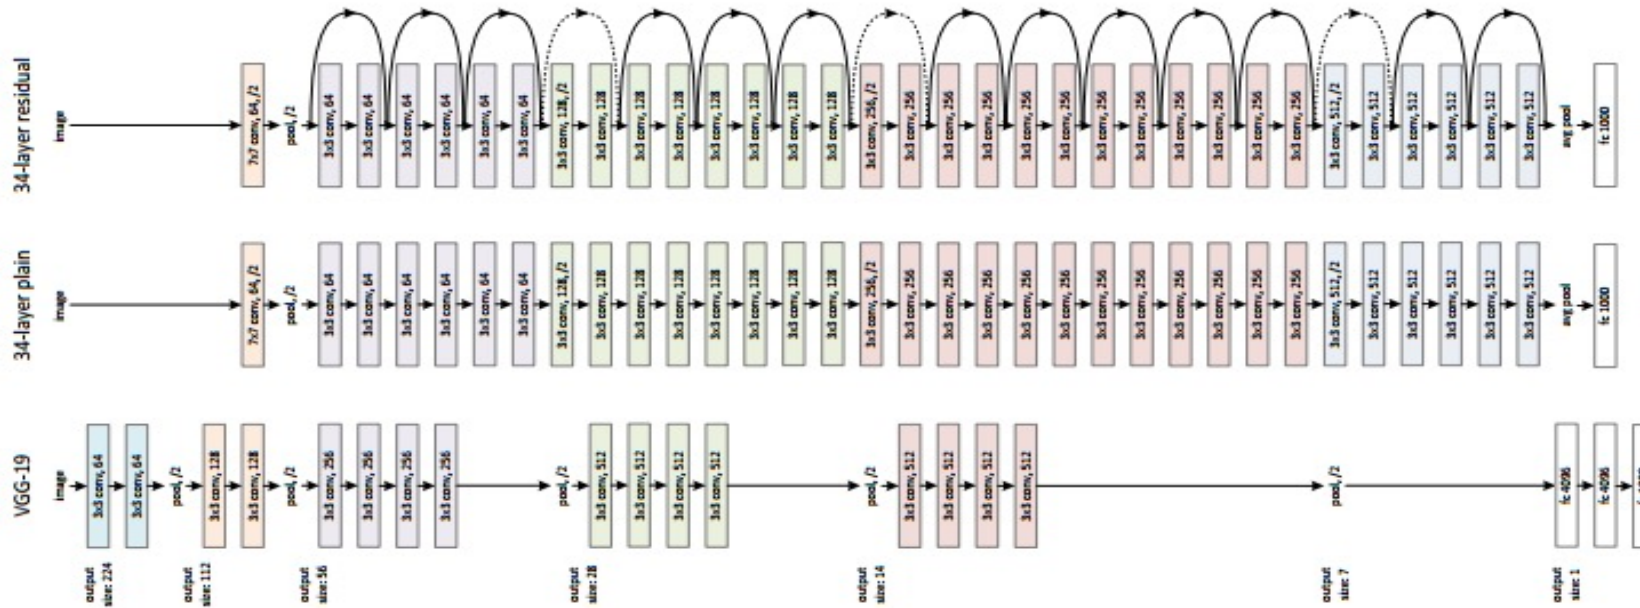 34-layer residual
image
7x7 conv, 64, /2
pool, /2
3x3 conv, 64
3x3 conv, 64
3x3 conv, 64
3x3 conv, 64
3x3 conv, 64
3x3 conv, 64
3x3 conv, 128, /2
3x3 conv, 128
3x3 conv, 128
3x3 conv, 128
3x3 conv, 128
3x3 conv, 128
3x3 conv, 128
3x3 conv, 128
3x3 conv, 256, /2
3x3 conv, 256
3x3 conv, 256
3x3 conv, 256
3x3 conv, 256
3x3 conv, 256
3x3 conv, 256
3x3 conv, 256
3x3 conv, 256
3x3 conv, 256
3x3 conv, 256
3x3 conv, 256
3x3 conv, 512, /2
3x3 conv, 512
3x3 conv, 512
3x3 conv, 512
3x3 conv, 512
3x3 conv, 512
avg pool
fc 1000
34-layer plain
image
7x7 conv, 64, /2
pool, /2
3x3 conv, 64
3x3 conv, 64
3x3 conv, 64
3x3 conv, 64
3x3 conv, 64
3x3 conv, 64
3x3 conv, 128, /2
3x3 conv, 128
3x3 conv, 128
3x3 conv, 128
3x3 conv, 128
3x3 conv, 128
3x3 conv, 128
3x3 conv, 128
3x3 conv, 256, /2
3x3 conv, 256
3x3 conv, 256
3x3 conv, 256
3x3 conv, 256
3x3 conv, 256
3x3 conv, 256
3x3 conv, 256
3x3 conv, 256
3x3 conv, 256
3x3 conv, 256
3x3 conv, 256
3x3 conv, 512, /2
3x3 conv, 512
3x3 conv, 512
3x3 conv, 512
3x3 conv, 512
3x3 conv, 512
avg pool
fc 1000
VGG-19
image
3x3 conv, 64
3x3 conv, 64
pool, /2
3x3 conv, 128
3x3 conv, 128
pool, /2
3x3 conv, 256
3x3 conv, 256
3x3 conv, 256
3x3 conv, 256
pool, /2
3x3 conv, 512
3x3 conv, 512
3x3 conv, 512
3x3 conv, 512
pool, /2
3x3 conv, 512
3x3 conv, 512
3x3 conv, 512
3x3 conv, 512
pool, /2
fc 4096
fc 4096
output
size: 224
output
size: 112
output
size: 56
output
size: 28
output
size: 14
output
size: 7
output
size: 1